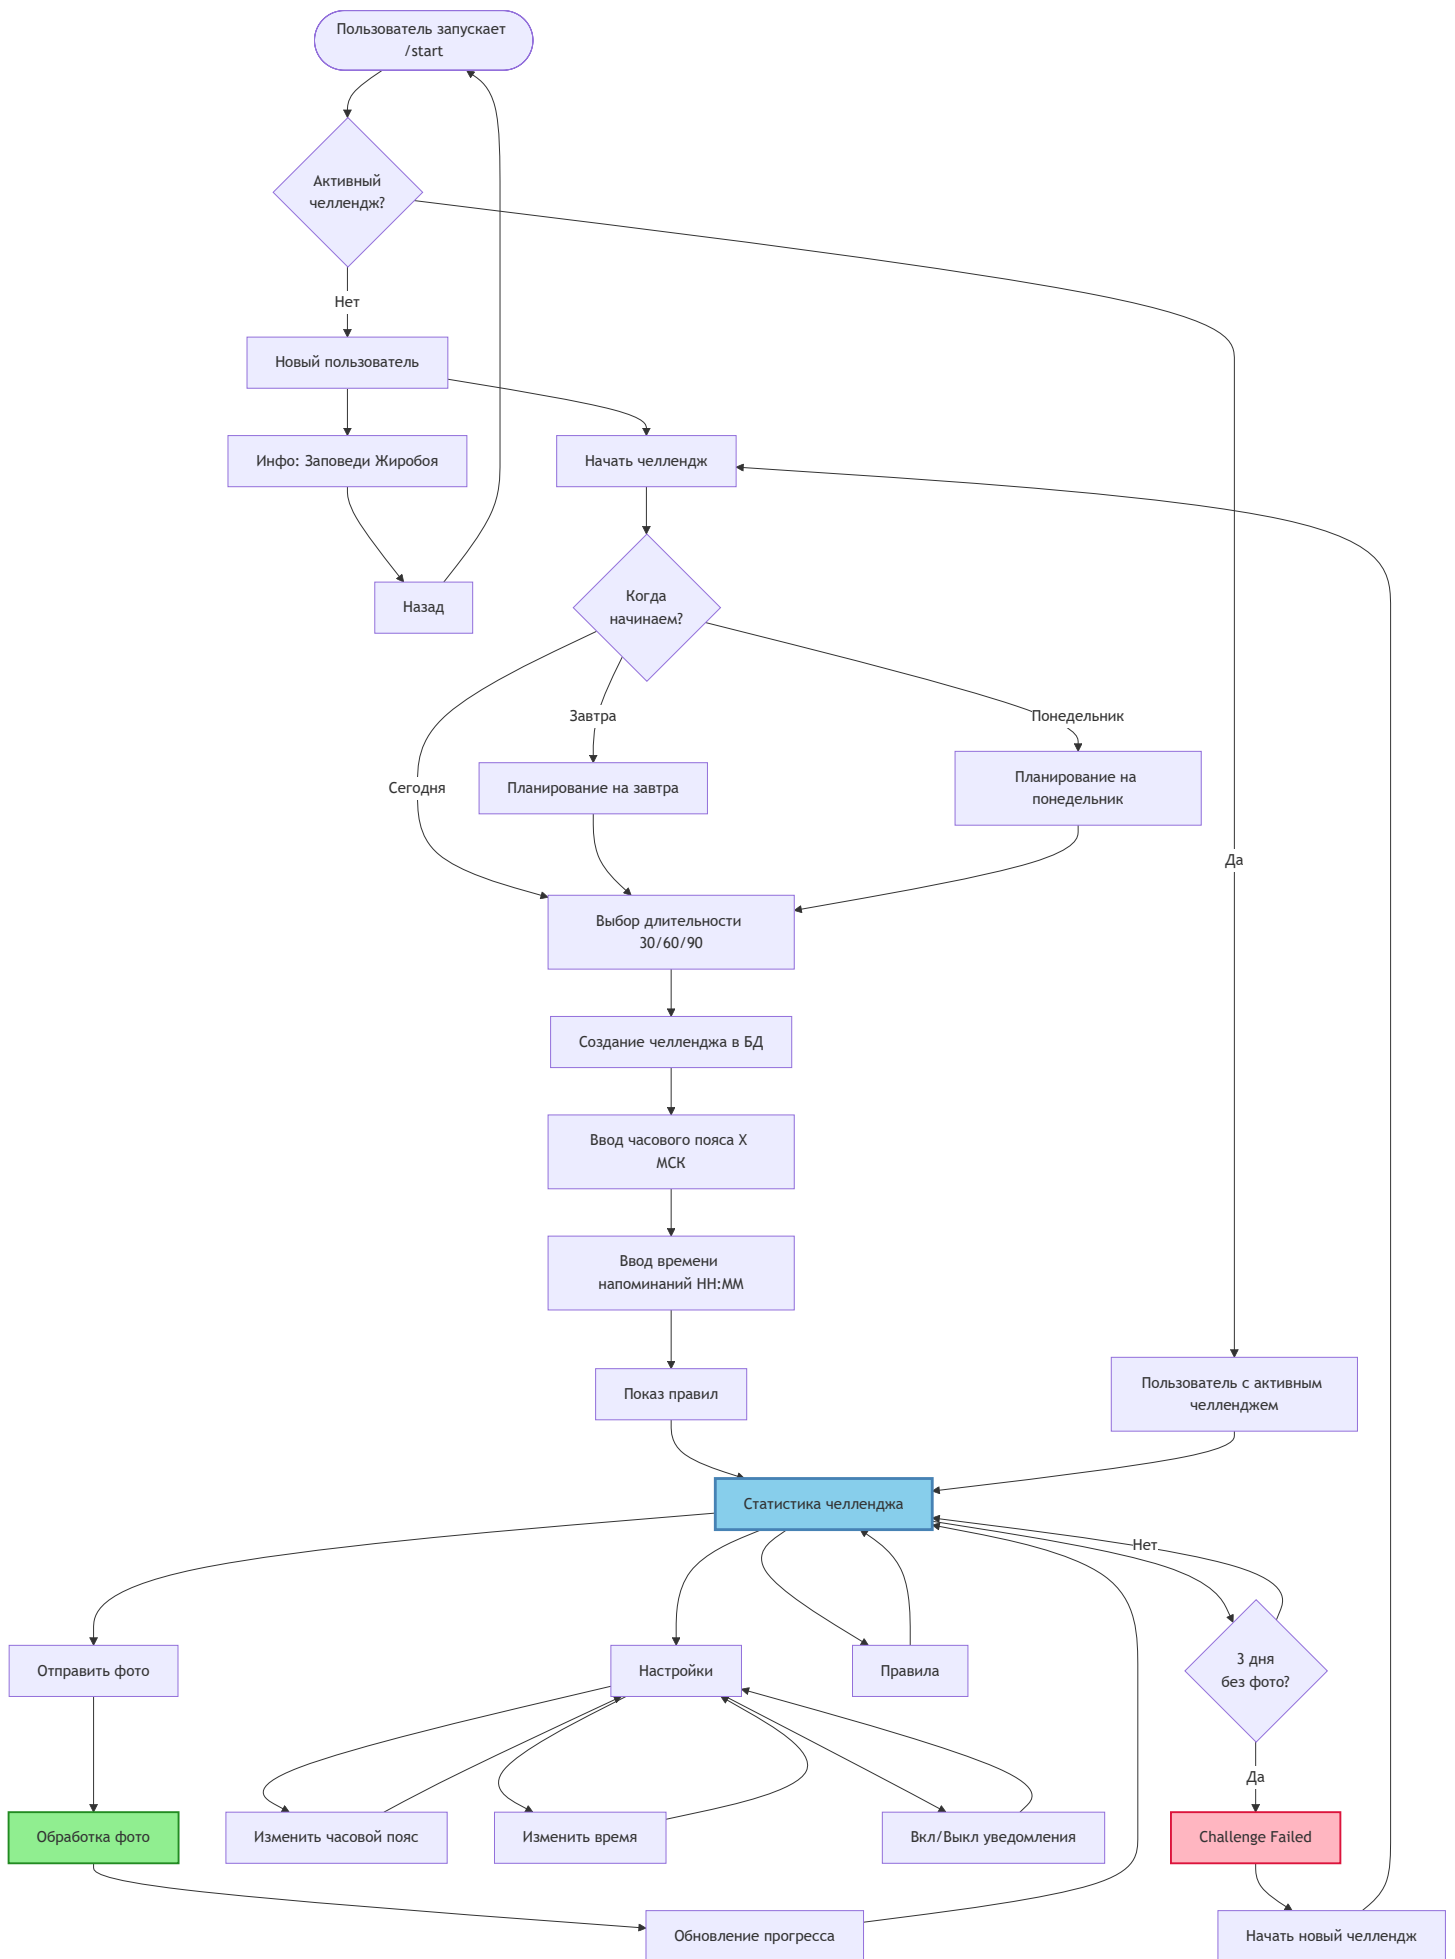 Пользователь запускает
/start
Активный
челлендж?
Нет
Новый пользователь
Инфо: Заповеди Жиробоя
Начать челлендж
Назад
Когда
начинаем?
Завтра
Понедельник
Сегодня
Планирование на завтра
Планирование на
понедельник
Да
Выбор длительности
30/60/90
Создание челленджа в БД
Ввод часового пояса X
МСК
Ввод времени
напоминаний HH:MM
Показ правил
Пользователь с активным
челленджем
Статистика челленджа
Нет
Отправить фото
Настройки
Правила
3 дня
без фото?
Да
Обработка фото
Изменить часовой пояс
Изменить время
Вкл/Выкл уведомления
Challenge Failed
Обновление прогресса
Начать новый челлендж